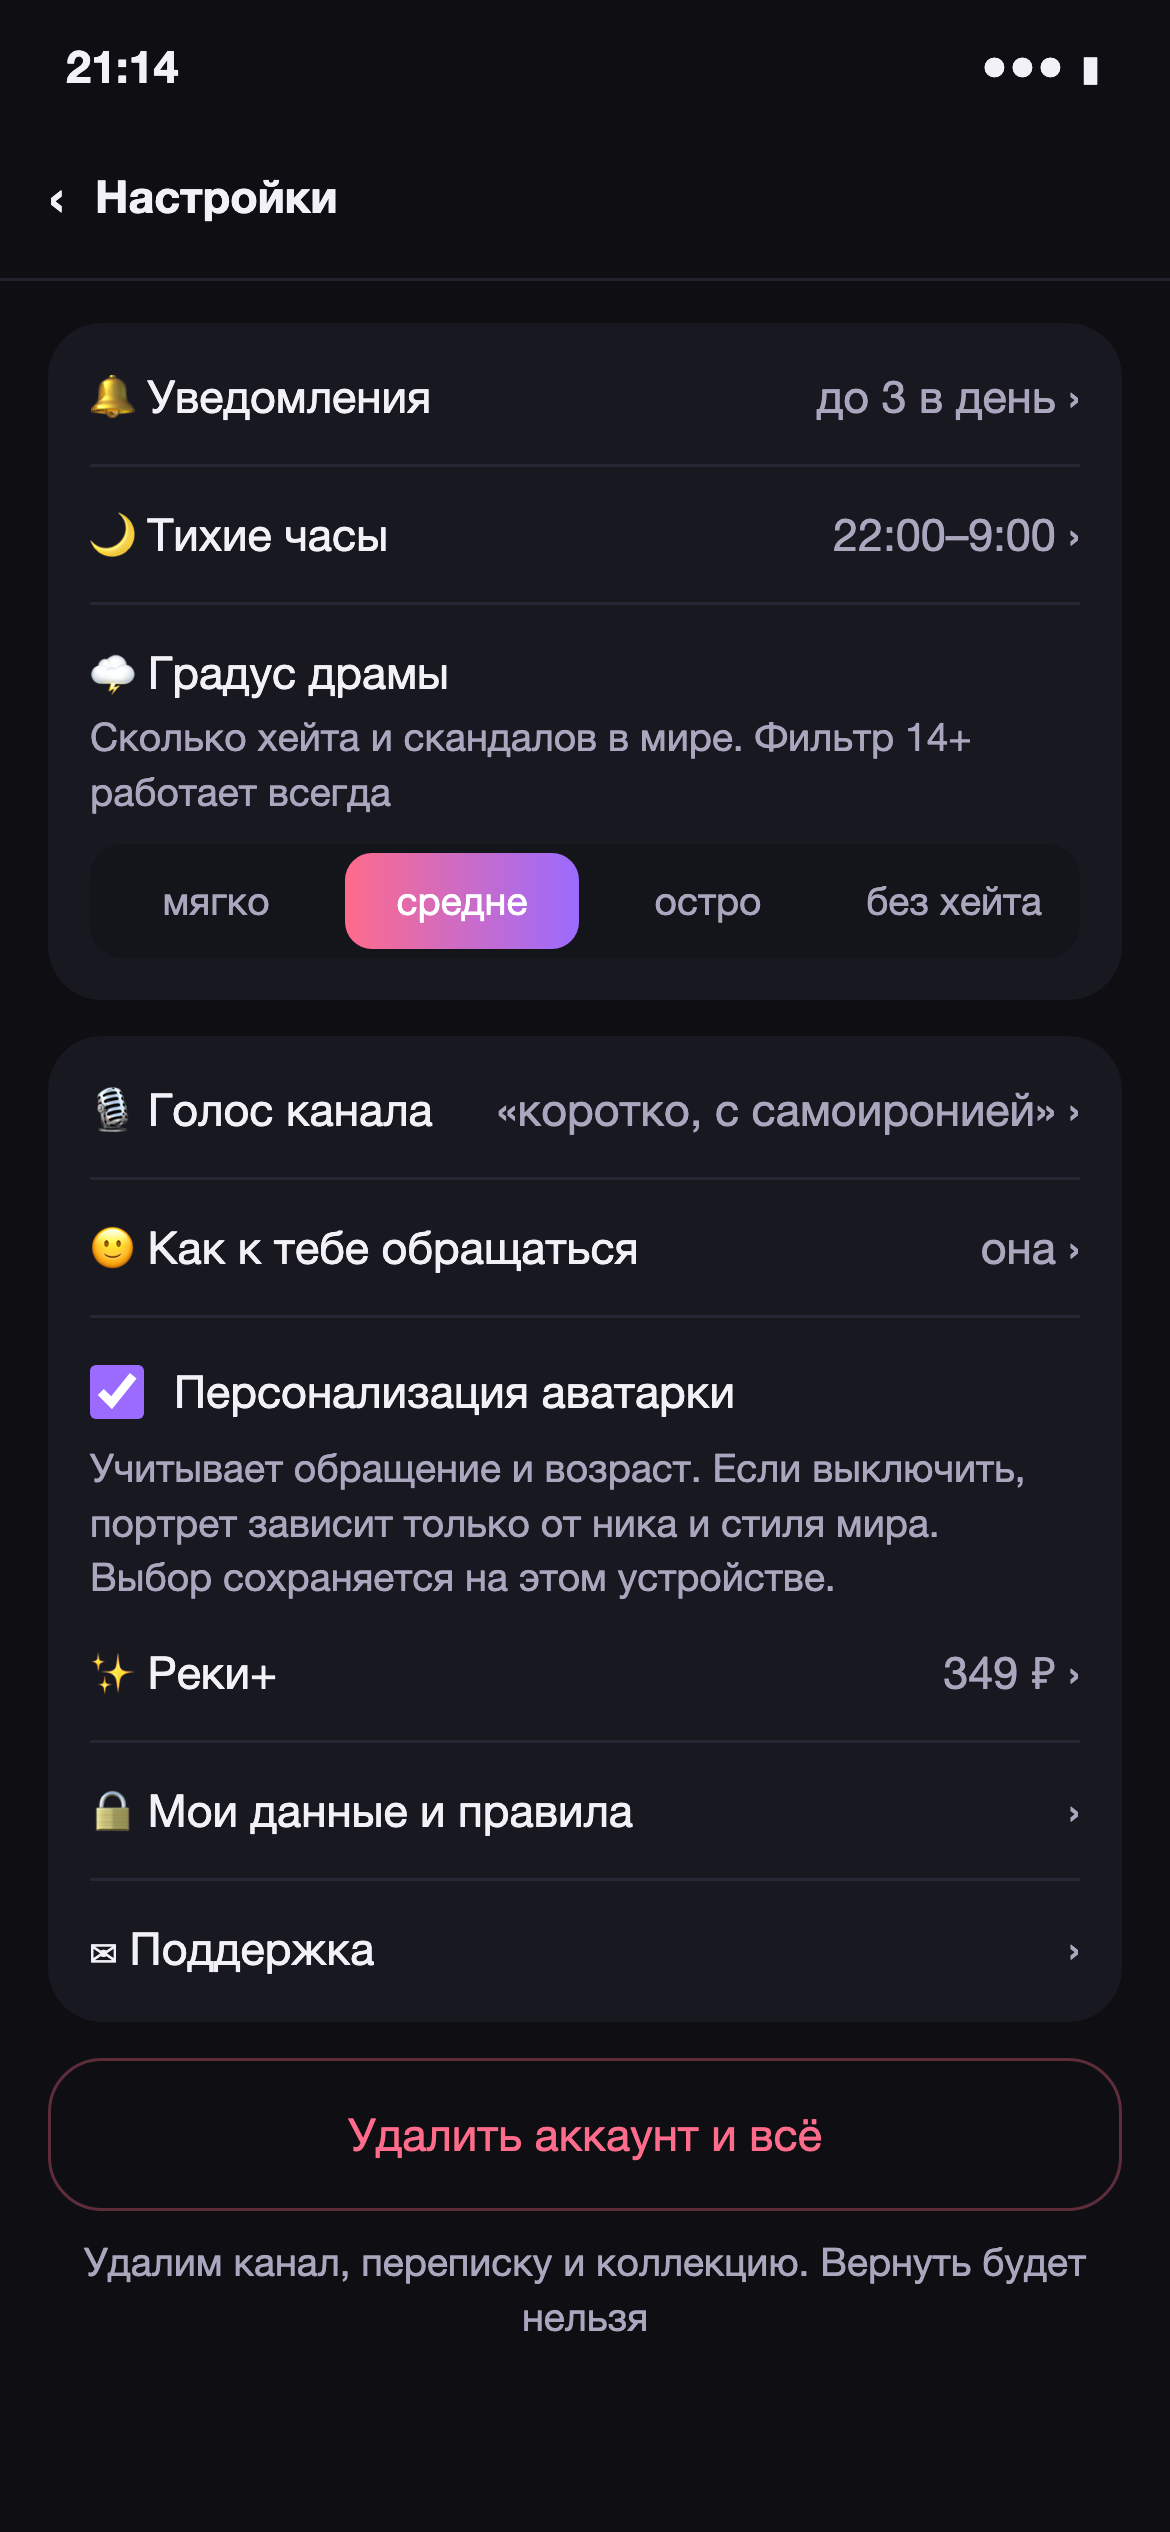 21:14
‹ Настройки
🔔 Уведомления до 3 в день ›
🌙 Тихие часы 22:00–9:00 ›
🌩 Градус драмы
Сколько хейта и скандалов в мире. Фильтр 14+
работает всегда
мягко средне остро без хейта
🎙 Голос канала «коротко, с самоиронией» ›
🙂 Как к тебе обращаться она ›
Персонализация аватарки
Учитывает обращение и возраст. Если выключить,
портрет зависит только от ника и стиля мира.
Выбор сохраняется на этом устройстве.
✨ Реки+ 349 ₽ ›
🔒 Мои данные и правила ›
✉ Поддержка ›
Удалить аккаунт и всё
Удалим канал, переписку и коллекцию. Вернуть будет
нельзя